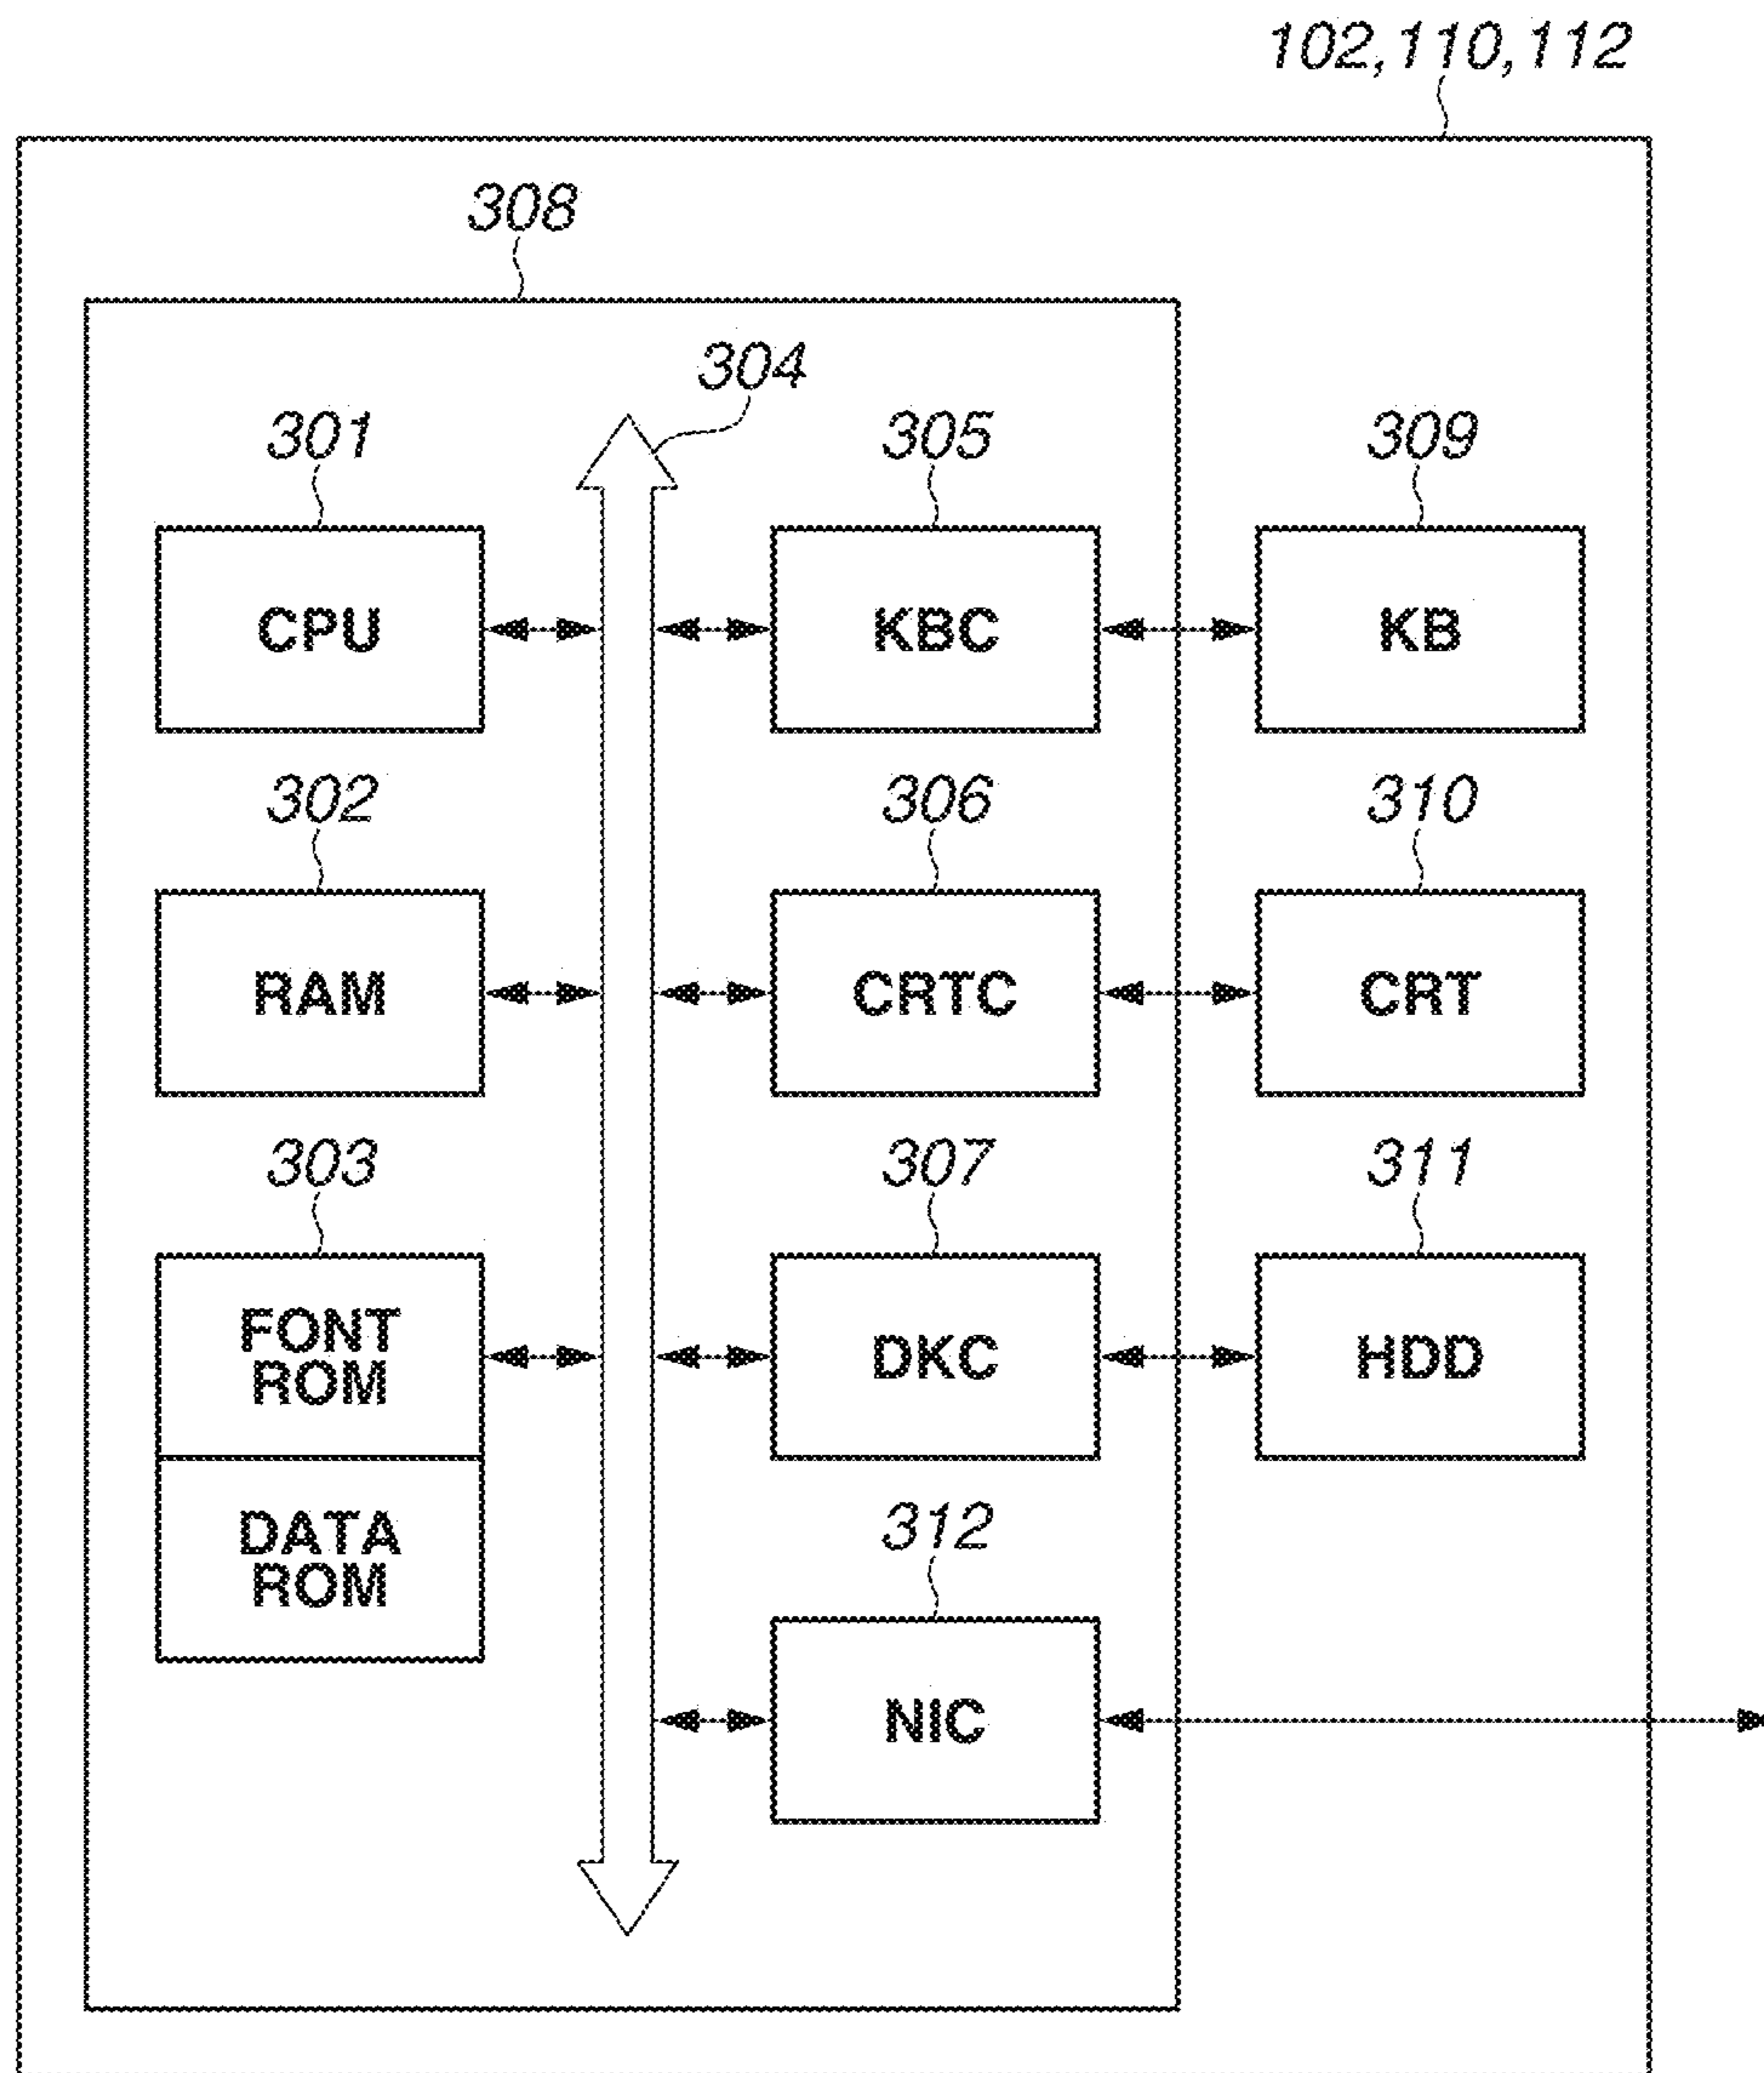 102,110,112
308
304
301
305
309
CPU
KBC
KB
302
306
310
RAM
CRTC
CRT
303
307
311
FONT
ROM
DKC
HDD
DATA
ROM
312
NIC